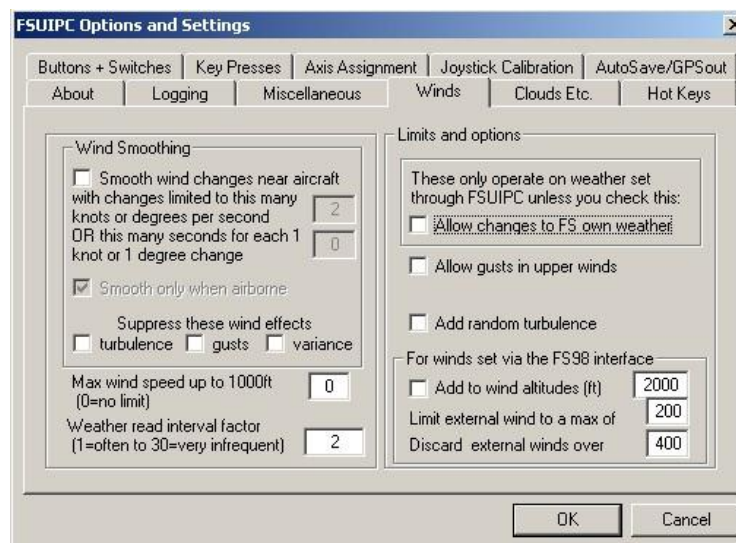 FSUIPC Options and Settings
Buttons + Switches
Key Presses
Axis Assignment
Joystick Calibration
AutoSave/GPSout
About
Logging
Miscellaneous
Winds
Clouds Etc.
Hot Keys
Wind Smoothing
Smooth wind changes near aircraft
with changes limited to this many
knots or degrees per second
2
OR this many seconds for each 1
knot or 1 degree change
0
Smooth only when airborne
Suppress these wind effects
turbulence
gusts
variance
Max wind speed up to 1000ft
(0=no limit)
0
Weather read interval factor
(1=often to 30=very infrequent)
2
Limits and options
These only operate on weather set
through FSUIPC unless you check this:
Allow changes to FS own weather
Allow gusts in upper winds
Add random turbulence
For winds set via the FS98 interface
Add to wind altitudes (ft)
2000
Limit external wind to a max of
200
Discard external winds over
400
OK
Cancel